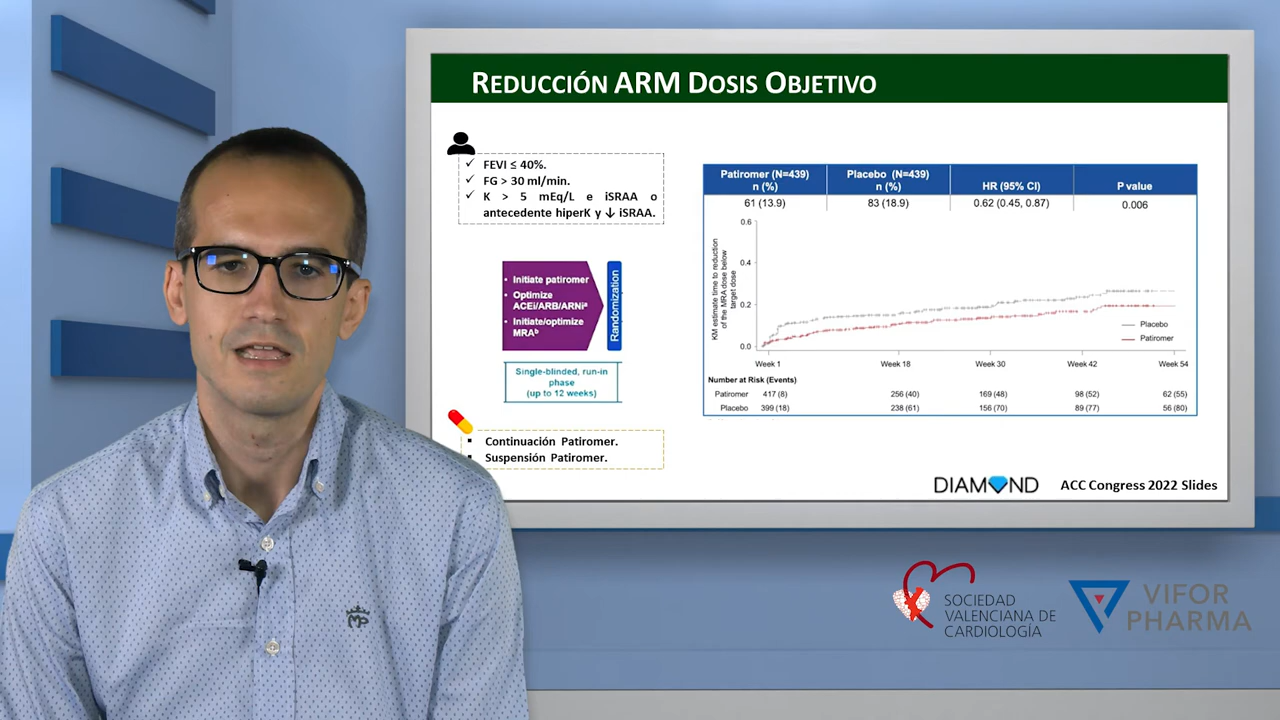 REDUCCIÓN ARM DOSIS OBJETIVO
✓ FEVI ≤ 40%.
✓ FG > 30 ml/min.
✓ K > 5 mEq/L e iSRAA o
antecedente hiperK y ↓ iSRAA.
• Initiate patiromer
• Optimize
ACEi/ARB/ARNiᵃ
• Initiate/optimize
MRAᵇ
Randomization
Single-blinded, run-in
phase
(up to 12 weeks)
▪ Continuación Patiromer.
▪ Suspensión Patiromer.
Patiromer (N=439) Placebo (N=439)
n (%) n (%) HR (95% CI) P value
61 (13.9) 83 (18.9) 0.62 (0.45, 0.87) 0.006
KM estimate time to reduction
of the MRA dose below
target dose
0.6
0.4
0.2
0.0
Placebo
Patiromer
Week 1 Week 18 Week 30 Week 42 Week 54
Number at Risk (Events)
Patiromer 417 (8) 256 (40) 169 (48) 98 (52) 62 (55)
Placebo 399 (18) 238 (61) 156 (70) 89 (77) 56 (80)
DIAMOND ACC Congress 2022 Slides
MP
SOCIEDAD
VALENCIANA DE
CARDIOLOGÍA
VIFOR
PHARMA